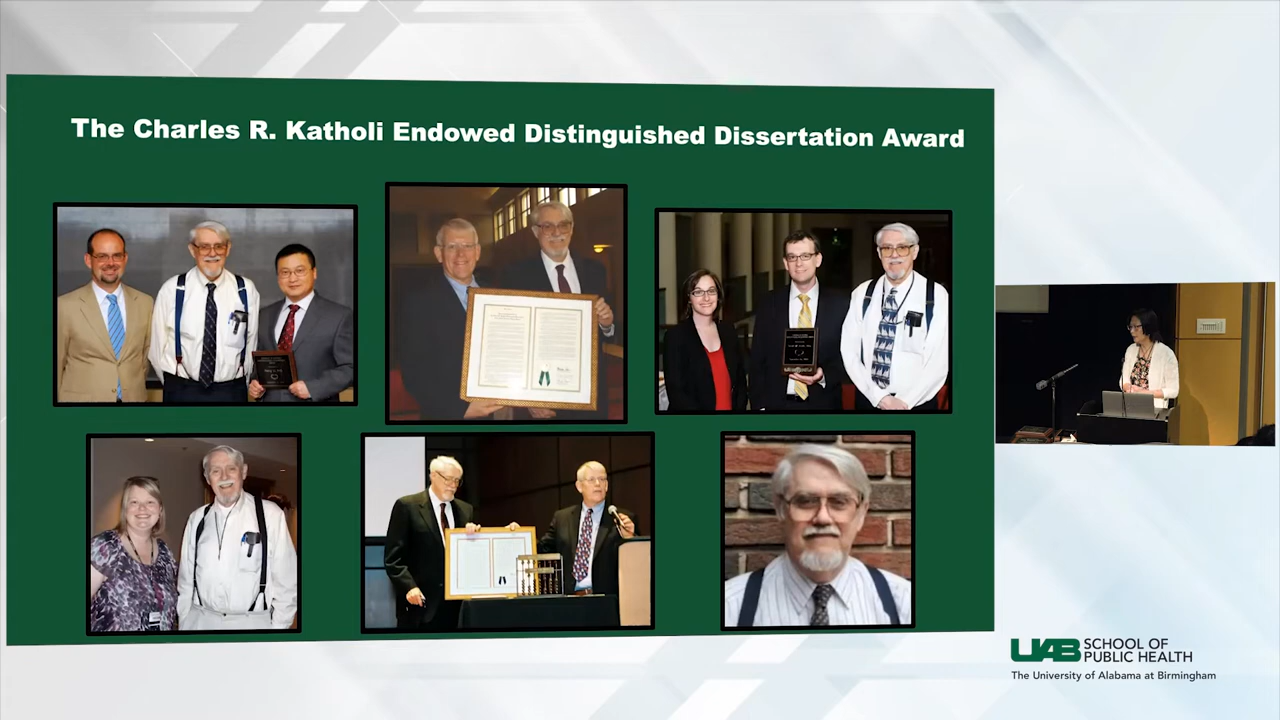 The Charles R. Katholi Endowed Distinguished Dissertation Award
UAB SCHOOL OF
PUBLIC HEALTH
The University of Alabama at Birmingham